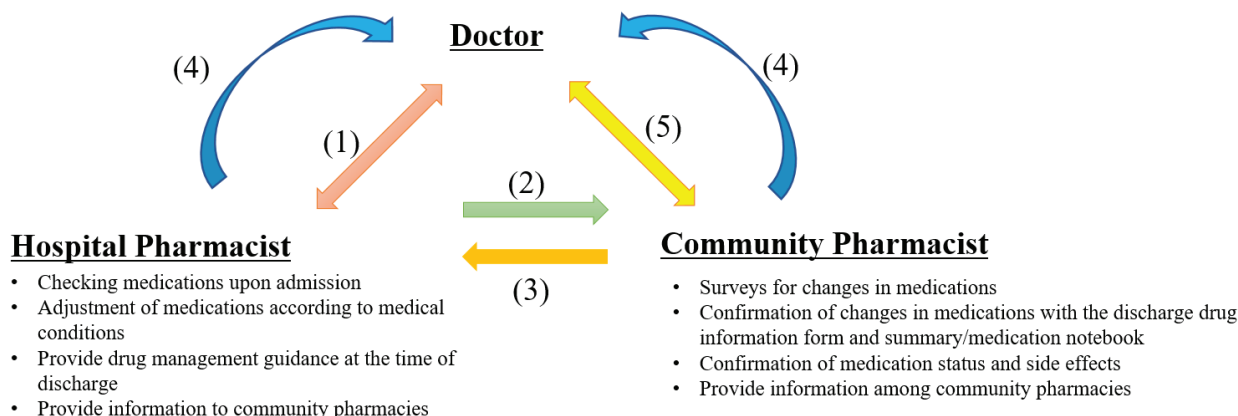 Doctor
(4)
(4)
(1)
(5)
(2)
Hospital Pharmacist
• Checking medications upon admission
• Adjustment of medications according to medical
conditions
• Provide drug management guidance at the time of
discharge
• Provide information to community pharmacies
(3)
Community Pharmacist
• Surveys for changes in medications
• Confirmation of changes in medications with the discharge drug
information form and summary/medication notebook
• Confirmation of medication status and side effects
• Provide information among community pharmacies